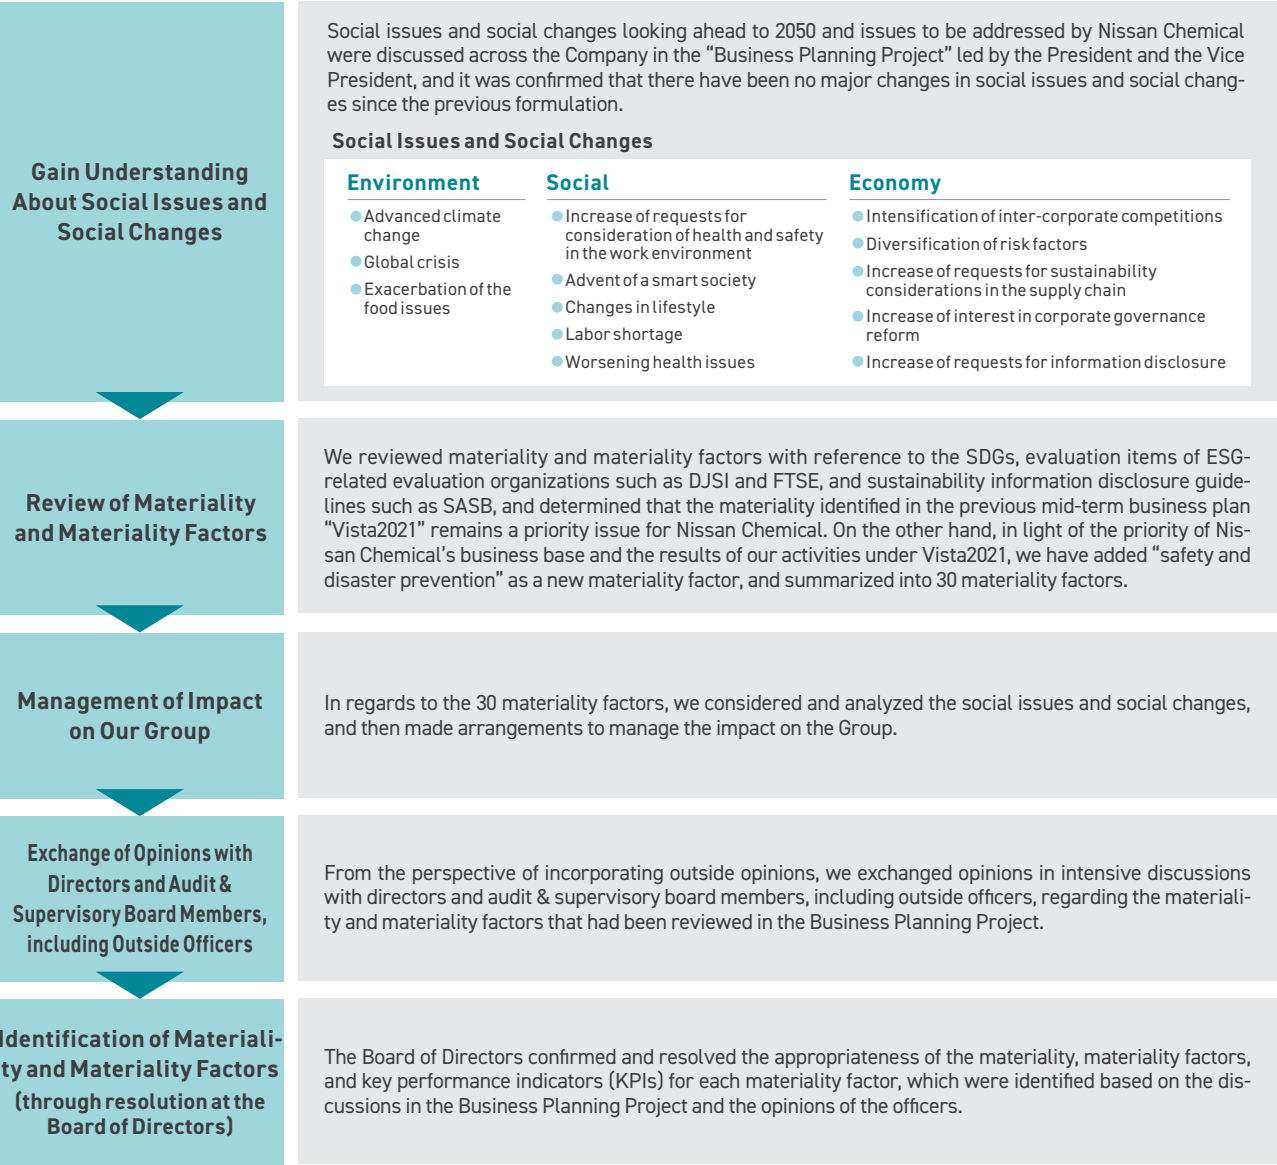 Gain Understanding
About Social Issues and
Social Changes
Social issues and social changes looking ahead to 2050 and issues to be addressed by Nissan Chemical
were discussed across the Company in the “Business Planning Project” led by the President and the Vice
President, and it was confirmed that there have been no major changes in social issues and social chang-
es since the previous formulation.
Social Issues and Social Changes
Environment
● Advanced climate
change
● Global crisis
● Exacerbation of the
food issues
Social
● Increase of requests for
consideration of health and safety
in the work environment
● Advent of a smart society
● Changes in lifestyle
● Labor shortage
● Worsening health issues
Economy
● Intensification of inter-corporate competitions
● Diversification of risk factors
● Increase of requests for sustainability
considerations in the supply chain
● Increase of interest in corporate governance
reform
● Increase of requests for information disclosure
Review of Materiality
and Materiality Factors
We reviewed materiality and materiality factors with reference to the SDGs, evaluation items of ESG-
related evaluation organizations such as DJSI and FTSE, and sustainability information disclosure guide-
lines such as SASB, and determined that the materiality identified in the previous mid-term business plan
“Vista2021” remains a priority issue for Nissan Chemical. On the other hand, in light of the priority of Nis-
san Chemical’s business base and the results of our activities under Vista2021, we have added “safety and
disaster prevention” as a new materiality factor, and summarized into 30 materiality factors.
Management of Impact
on Our Group
In regards to the 30 materiality factors, we considered and analyzed the social issues and social changes,
and then made arrangements to manage the impact on the Group.
Exchange of Opinions with
Directors and Audit &
Supervisory Board Members,
including Outside Officers
From the perspective of incorporating outside opinions, we exchanged opinions in intensive discussions
with directors and audit & supervisory board members, including outside officers, regarding the materiali-
ty and materiality factors that had been reviewed in the Business Planning Project.
Identification of Materiali-
ty and Materiality Factors
(through resolution at the
Board of Directors)
The Board of Directors confirmed and resolved the appropriateness of the materiality, materiality factors,
and key performance indicators (KPIs) for each materiality factor, which were identified based on the dis-
cussions in the Business Planning Project and the opinions of the officers.